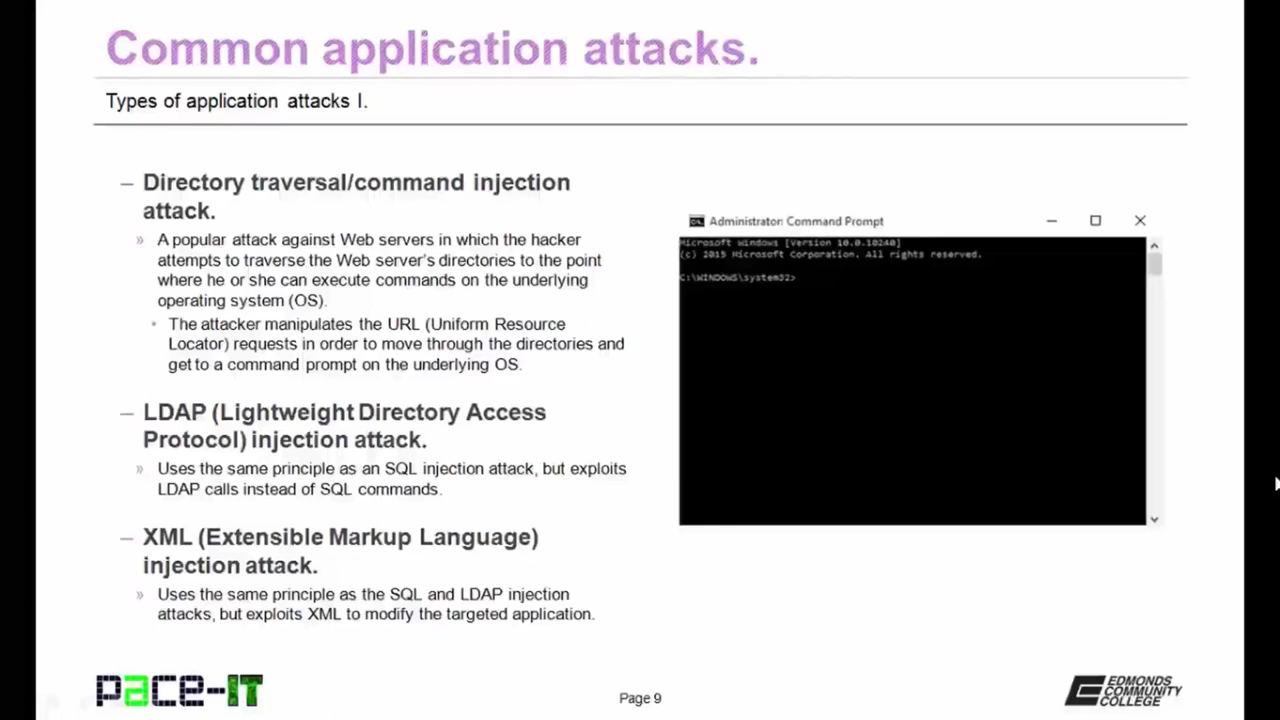 Common application attacks.
Types of application attacks I.
– Directory traversal/command injection
attack.
» A popular attack against Web servers in which the hacker
attempts to traverse the Web server's directories to the point
where he or she can execute commands on the underlying
operating system (OS).
• The attacker manipulates the URL (Uniform Resource
Locator) requests in order to move through the directories and
get to a command prompt on the underlying OS.
– LDAP (Lightweight Directory Access
Protocol) injection attack.
» Uses the same principle as an SQL injection attack, but exploits
LDAP calls instead of SQL commands.
– XML (Extensible Markup Language)
injection attack.
» Uses the same principle as the SQL and LDAP injection
attacks, but exploits XML to modify the targeted application.
Administrator: Command Prompt
Microsoft Windows [Version 10.0.10240]
(c) 2015 Microsoft Corporation. All rights reserved.
C:\WINDOWS\system32>
pace-IT
Page 9
EDMONDS
COMMUNITY
COLLEGE